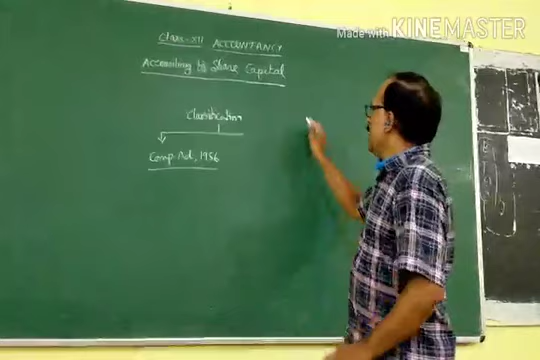 Made with KINEMASTER
Class-XII ACCOUNTANCY
Accounting for Share Capital
Classification
Comp Act, 1956